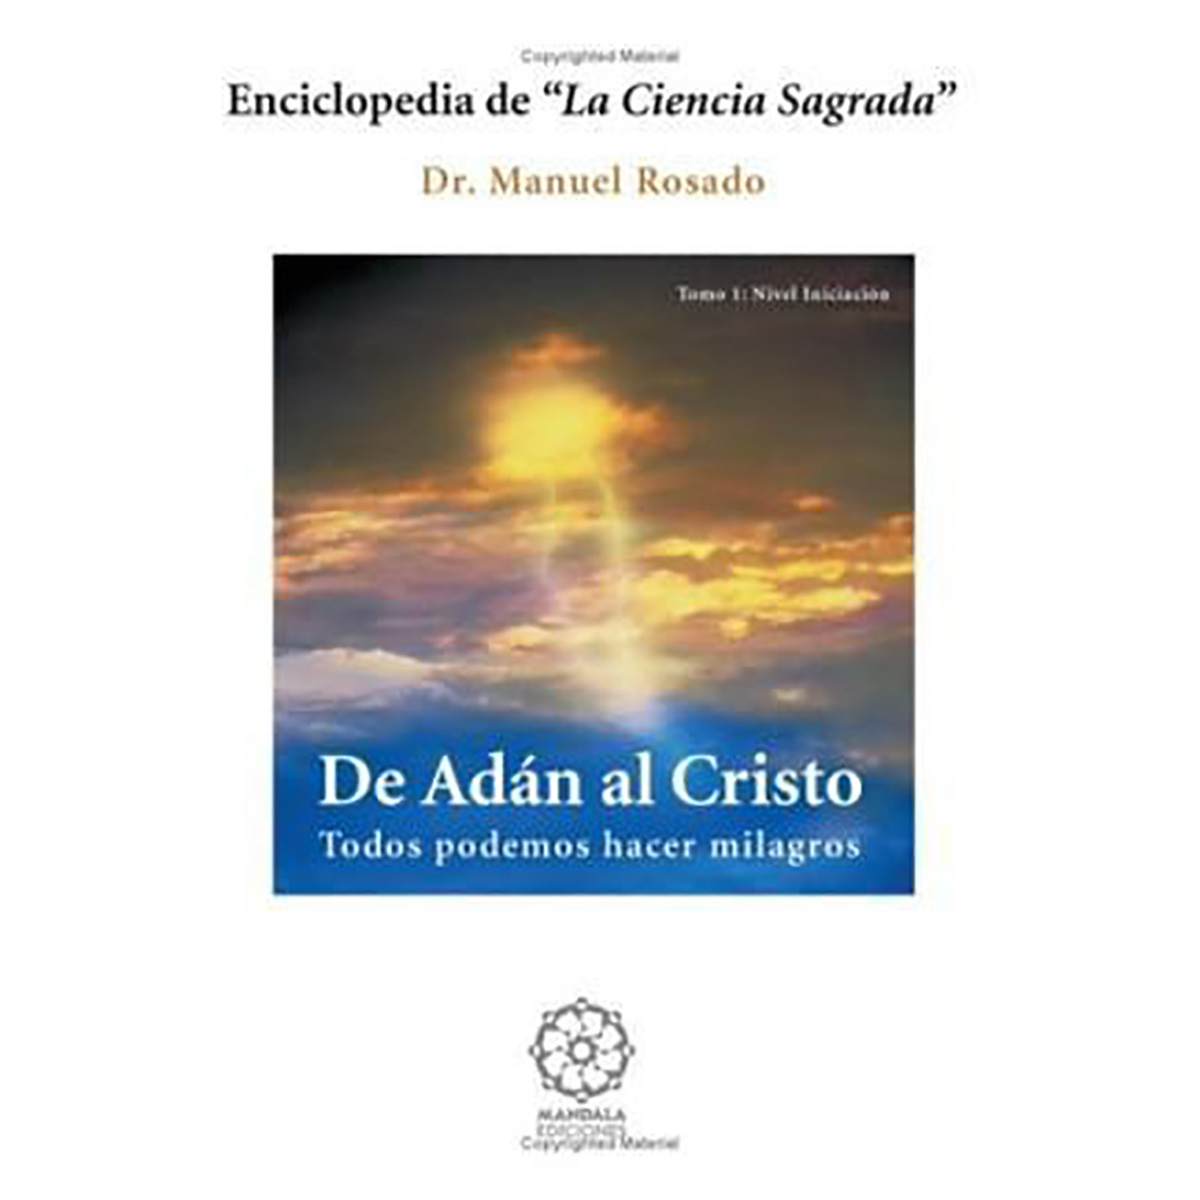 Copyrighted Material
Enciclopedia de “La Ciencia Sagrada”
Dr. Manuel Rosado
Tomo 1: Nivel Iniciación
De Adán al Cristo
Todos podemos hacer milagros
MANDALA
EDICIONES
Copyrighted Material